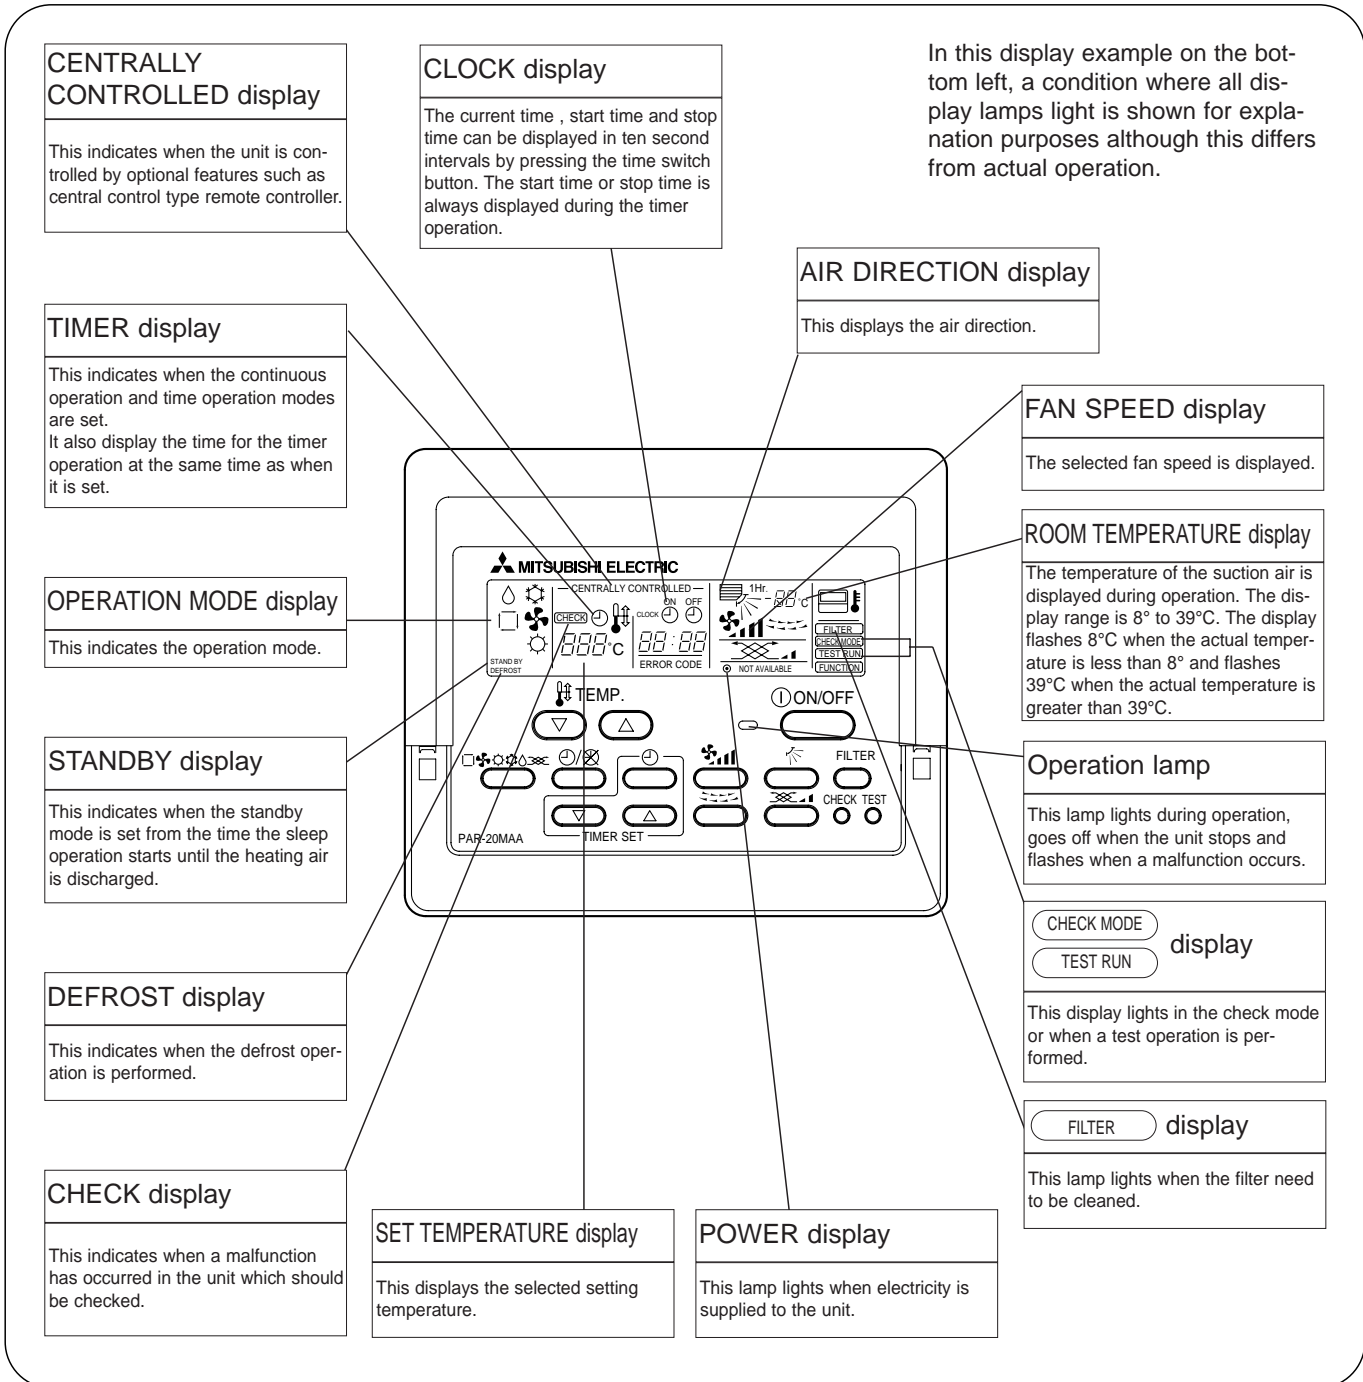 CENTRALLY
CONTROLLED display
This indicates when the unit is con-
trolled by optional features such as
central control type remote controller.
CLOCK display
The current time , start time and stop
time can be displayed in ten second
intervals by pressing the time switch
button. The start time or stop time is
always displayed during the timer
operation.
In this display example on the bot-
tom left, a condition where all dis-
play lamps light is shown for expla-
nation purposes although this differs
from actual operation.
AIR DIRECTION display
This displays the air direction.
TIMER display
This indicates when the continuous
operation and time operation modes
are set.
It also display the time for the timer
operation at the same time as when
it is set.
FAN SPEED display
The selected fan speed is displayed.
ROOM TEMPERATURE display
The temperature of the suction air is
displayed during operation. The dis-
play range is 8° to 39°C. The display
flashes 8°C when the actual temper-
ature is less than 8° and flashes
39°C when the actual temperature is
greater than 39°C.
OPERATION MODE display
This indicates the operation mode.
STANDBY display
This indicates when the standby
mode is set from the time the sleep
operation starts until the heating air
is discharged.
DEFROST display
This indicates when the defrost oper-
ation is performed.
CHECK display
This indicates when a malfunction
has occurred in the unit which should
be checked.
MITSUBISHI ELECTRIC
CENTRALLY CONTROLLED
ON OFF
CHECK
CLOCK
888°C
88:88
ERROR CODE
STAND BY
DEFROST
1Hr.
-88°C
NOT AVAILABLE
FILTER
CHECK MODE
TEST RUN
FUNCTION
TEMP.
ON/OFF
FILTER
CHECK TEST
PAR-20MAA
TIMER SET
Operation lamp
This lamp lights during operation,
goes off when the unit stops and
flashes when a malfunction occurs.
CHECK MODE
TEST RUN
display
This display lights in the check mode
or when a test operation is per-
formed.
FILTER display
This lamp lights when the filter need
to be cleaned.
SET TEMPERATURE display
This displays the selected setting
temperature.
POWER display
This lamp lights when electricity is
supplied to the unit.